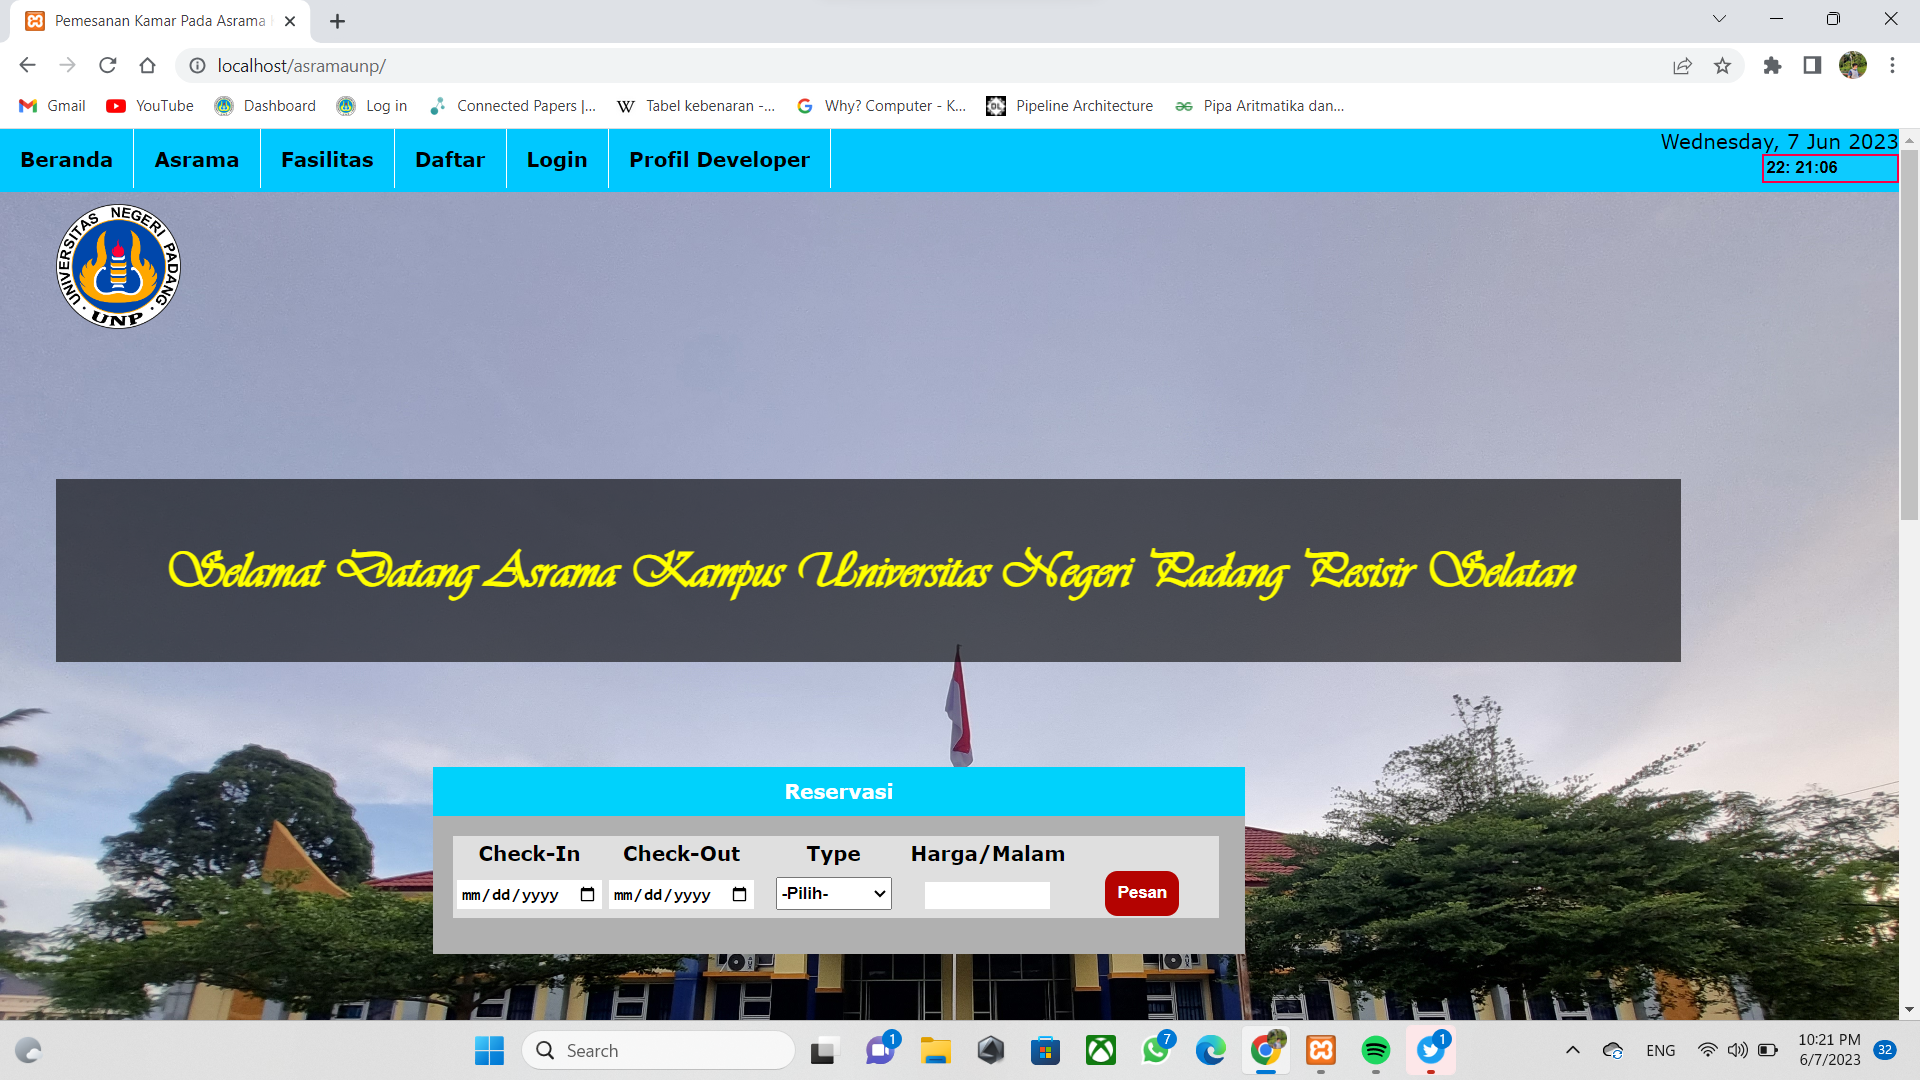 Pemesanan Kamar Pada Asrama
localhost/asramaunp/
Gmail YouTube Dashboard Log in Connected Papers |... Tabel kebenaran -... Why? Computer - K... Pipeline Architecture Pipa Aritmatika dan...
Beranda Asrama Fasilitas Daftar Login Profil Developer
Wednesday, 7 Jun 2023
22: 21:06
UNIVERSITAS NEGERI PADANG
UNP
Selamat Datang Asrama Kampus Universitas Negeri Padang Pesisir Selatan
Reservasi
Check-In Check-Out Type Harga/Malam
mm/dd/yyyy mm/dd/yyyy -Pilih- Pesan
Search
1
7
1
ENG
10:21 PM
6/7/2023
32